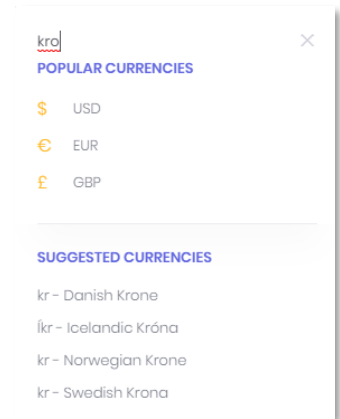 kro
POPULAR CURRENCIES
$ USD
€ EUR
£ GBP
SUGGESTED CURRENCIES
kr - Danish Krone
Íkr - Icelandic Króna
kr - Norwegian Krone
kr - Swedish Krona